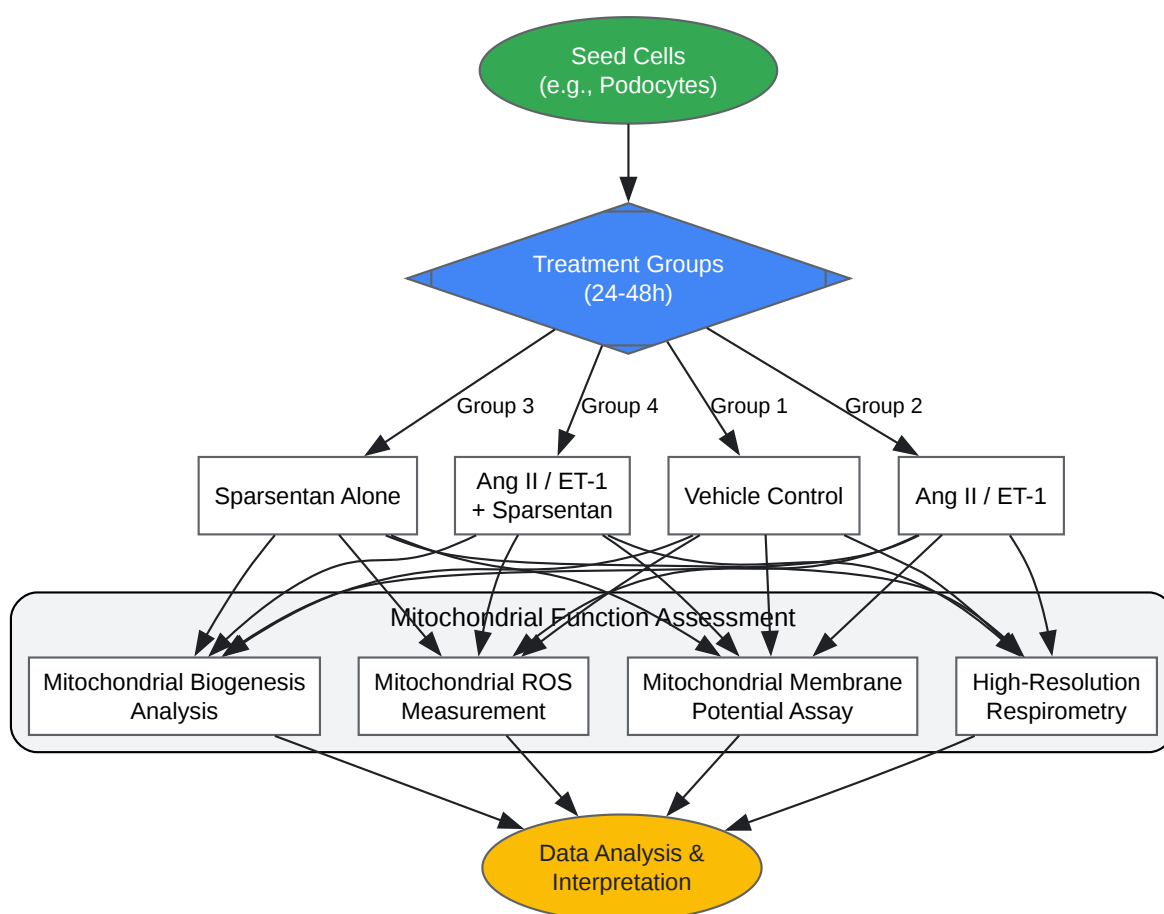 Seed Cells
(e.g., Podocytes)
Treatment Groups
(24-48h)
Group 3
Group 4
Group 1
Group 2
Sparsentan Alone
Ang II / ET-1
+ Sparsentan
Vehicle Control
Ang II / ET-1
Mitochondrial Function Assessment
Mitochondrial Biogenesis
Analysis
Mitochondrial ROS
Measurement
Mitochondrial Membrane
Potential Assay
High-Resolution
Respirometry
Data Analysis &
Interpretation